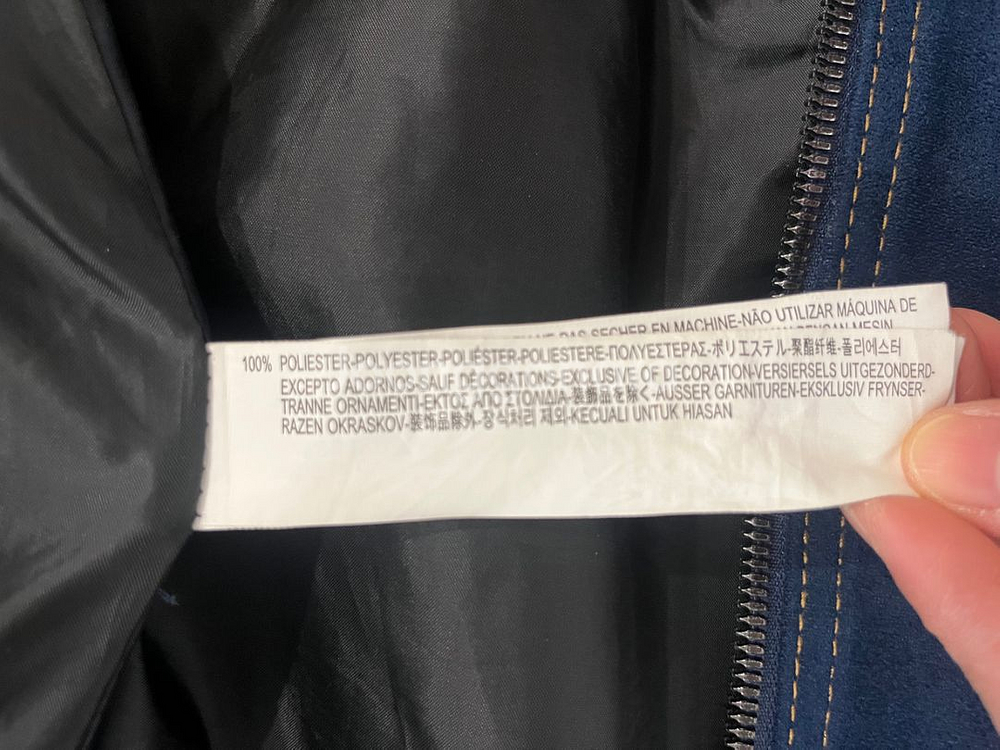 PAS SECHER EN MACHINE-NÃO UTILIZAR MÁQUINA DE
100% POLIESTER-POLYESTER-POLIÉSTER-POLIESTERE-ΠΟΛΥΕΣΤΕΡΑΣ-ポリエステル-聚酯纤维-폴리에스터
EXCEPTO ADORNOS-SAUF DÉCORATIONS-EXCLUSIVE OF DECORATION-VERSIERSELS UITGEZONDERD-
TRANNE ORNAMENTI-ΕΚΤΟΣ ΑΠΟ ΣΤΟΛΙΔΙΑ-装飾品を除く-AUSSER GARNITUREN-EKSKLUSIV FRYNSER-
RAZEN OKRASKOV-装饰品除外-장식처리 제외-KECUALI UNTUK HIASAN